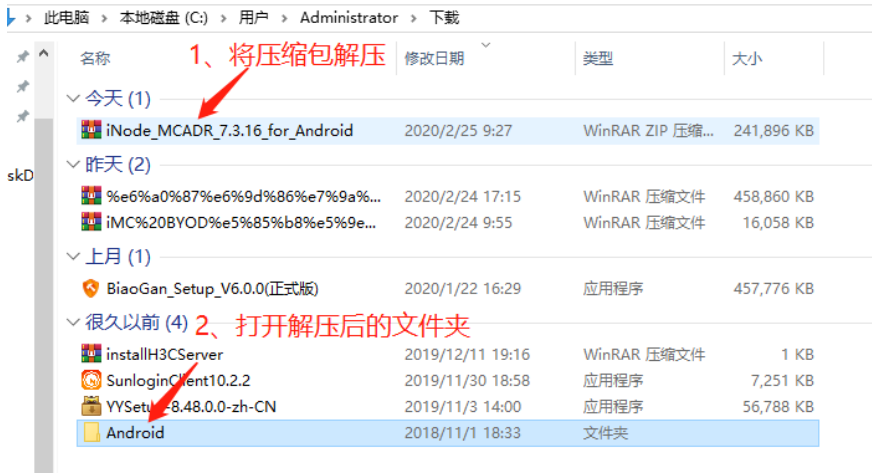 此电脑 › 本地磁盘 (C:) › 用户 › Administrator › 下载
名称 修改日期 类型 大小
1、将压缩包解压
今天 (1)
iNode_MCADR_7.3.16_for_Android 2020/2/25 9:27 WinRAR ZIP 压缩... 241,896 KB
昨天 (2)
skD
%e6%a0%87%e6%9d%86%e7%9a%... 2020/2/24 17:15 WinRAR 压缩文件 458,860 KB
iMC%20BYOD%e5%85%b8%e5%9e... 2020/2/24 9:55 WinRAR 压缩文件 16,058 KB
上月 (1)
BiaoGan_Setup_V6.0.0(正式版) 2020/1/22 16:29 应用程序 457,776 KB
很久以前 (4)
2、打开解压后的文件夹
installH3CServer 2019/12/11 19:16 WinRAR 压缩文件 1 KB
SunloginClient10.2.2 2019/11/30 18:58 应用程序 7,251 KB
YYSetup-8.48.0.0-zh-CN 2019/11/3 14:00 应用程序 56,788 KB
Android 2018/11/1 18:33 文件夹